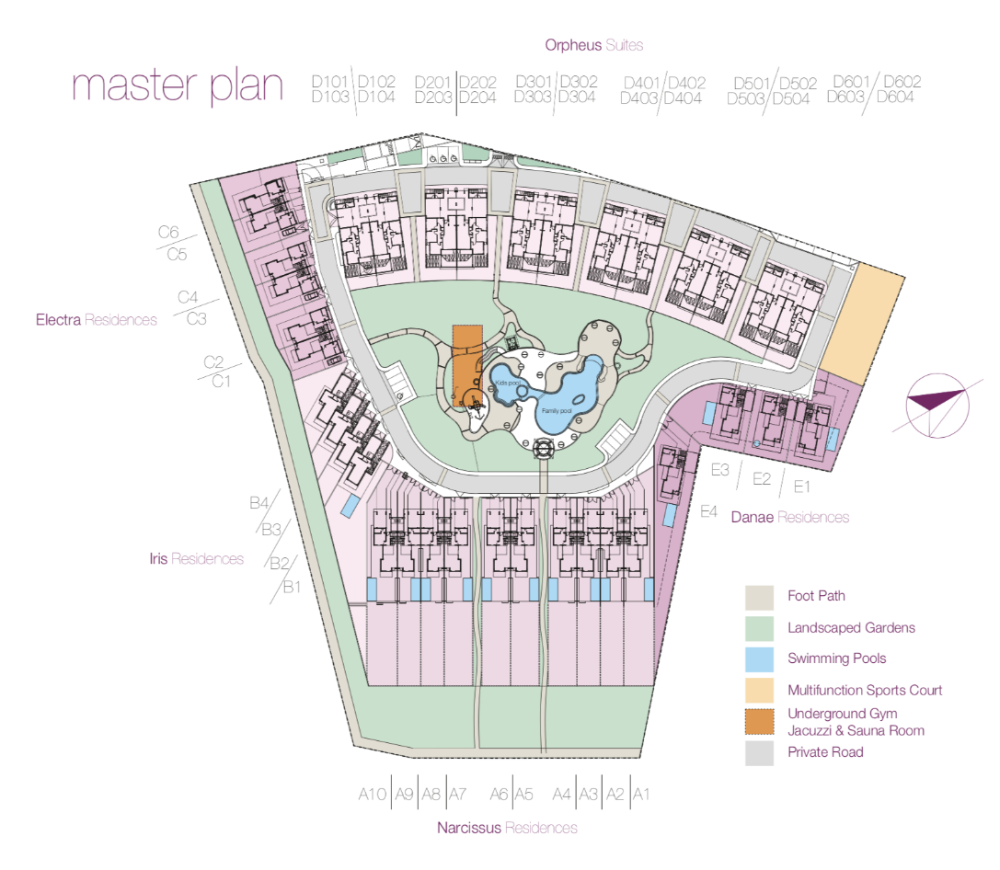 Orpheus Suites
master plan
D101 / D102 D201 | D202 D301 / D302 D401 / D402 D501 / D502 D601 / D602
D103 / D104 D203 | D204 D303 / D304 D403 / D404 D503 / D504 D603 / D604
C6
C5
C4
C3
Electra Residences
C2
C1
Kids pool
Family pool
E3
E2
E1
E4
Danae Residences
B4
B3
Iris Residences
B2
B1
Foot Path
Landscaped Gardens
Swimming Pools
Multifunction Sports Court
Underground Gym
Jacuzzi & Sauna Room
Private Road
A10 | A9 | A8 | A7 A6 | A5 A4 | A3 | A2 | A1
Narcissus Residences